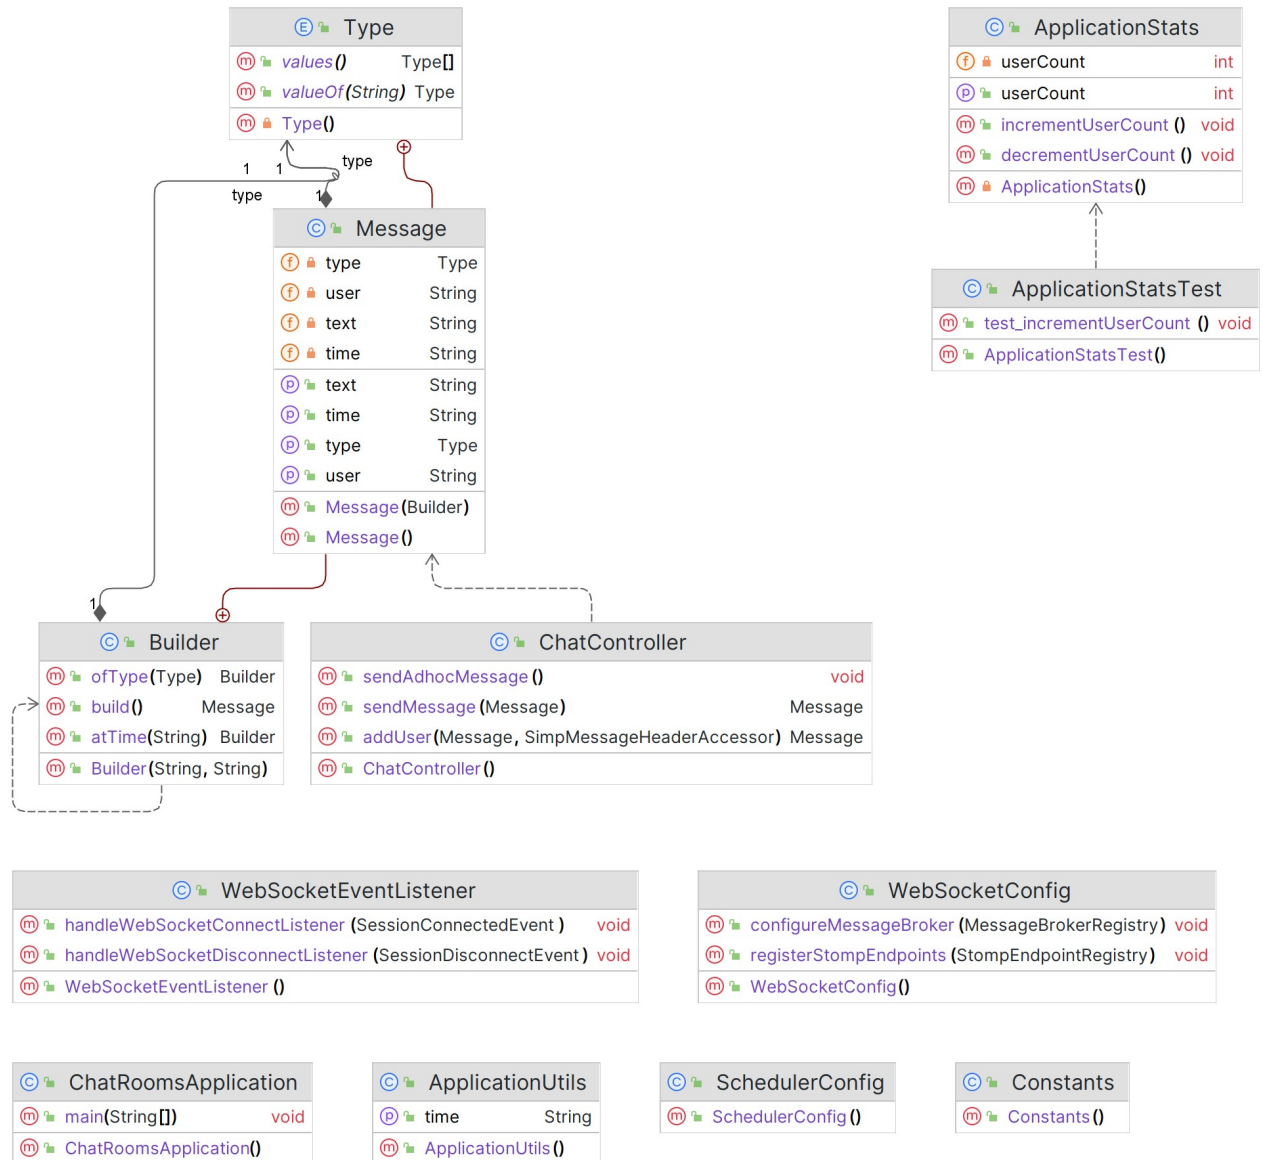 Type
values() Type[]
valueOf(String) Type
Type()
1 1 type
type 1
Message
type Type
user String
text String
time String
text String
time String
type Type
user String
Message(Builder)
Message()
1
Builder
ofType(Type) Builder
build() Message
atTime(String) Builder
Builder(String, String)
ChatController
sendAdhocMessage() void
sendMessage(Message) Message
addUser(Message, SimpMessageHeaderAccessor) Message
ChatController()
ApplicationStats
userCount int
userCount int
incrementUserCount() void
decrementUserCount() void
ApplicationStats()
ApplicationStatsTest
test_incrementUserCount() void
ApplicationStatsTest()
WebSocketEventListener
handleWebSocketConnectListener(SessionConnectedEvent) void
handleWebSocketDisconnectListener(SessionDisconnectEvent) void
WebSocketEventListener()
WebSocketConfig
configureMessageBroker(MessageBrokerRegistry) void
registerStompEndpoints(StompEndpointRegistry) void
WebSocketConfig()
ChatRoomsApplication
main(String[]) void
ChatRoomsApplication()
ApplicationUtils
time String
ApplicationUtils()
SchedulerConfig
SchedulerConfig()
Constants
Constants()